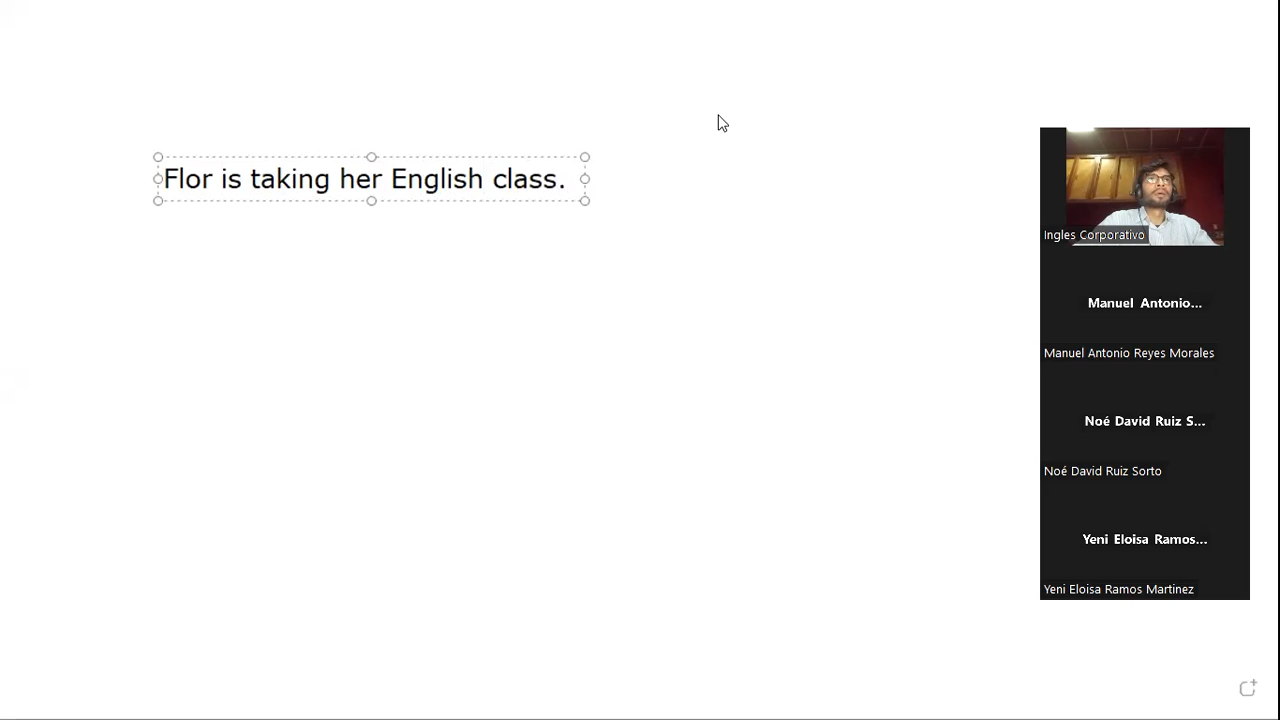 Flor is taking her English class.
Ingles Corporativo
Manuel Antonio...
Manuel Antonio Reyes Morales
Noé David Ruiz S...
Noé David Ruiz Sorto
Yeni Eloisa Ramos...
Yeni Eloisa Ramos Martinez